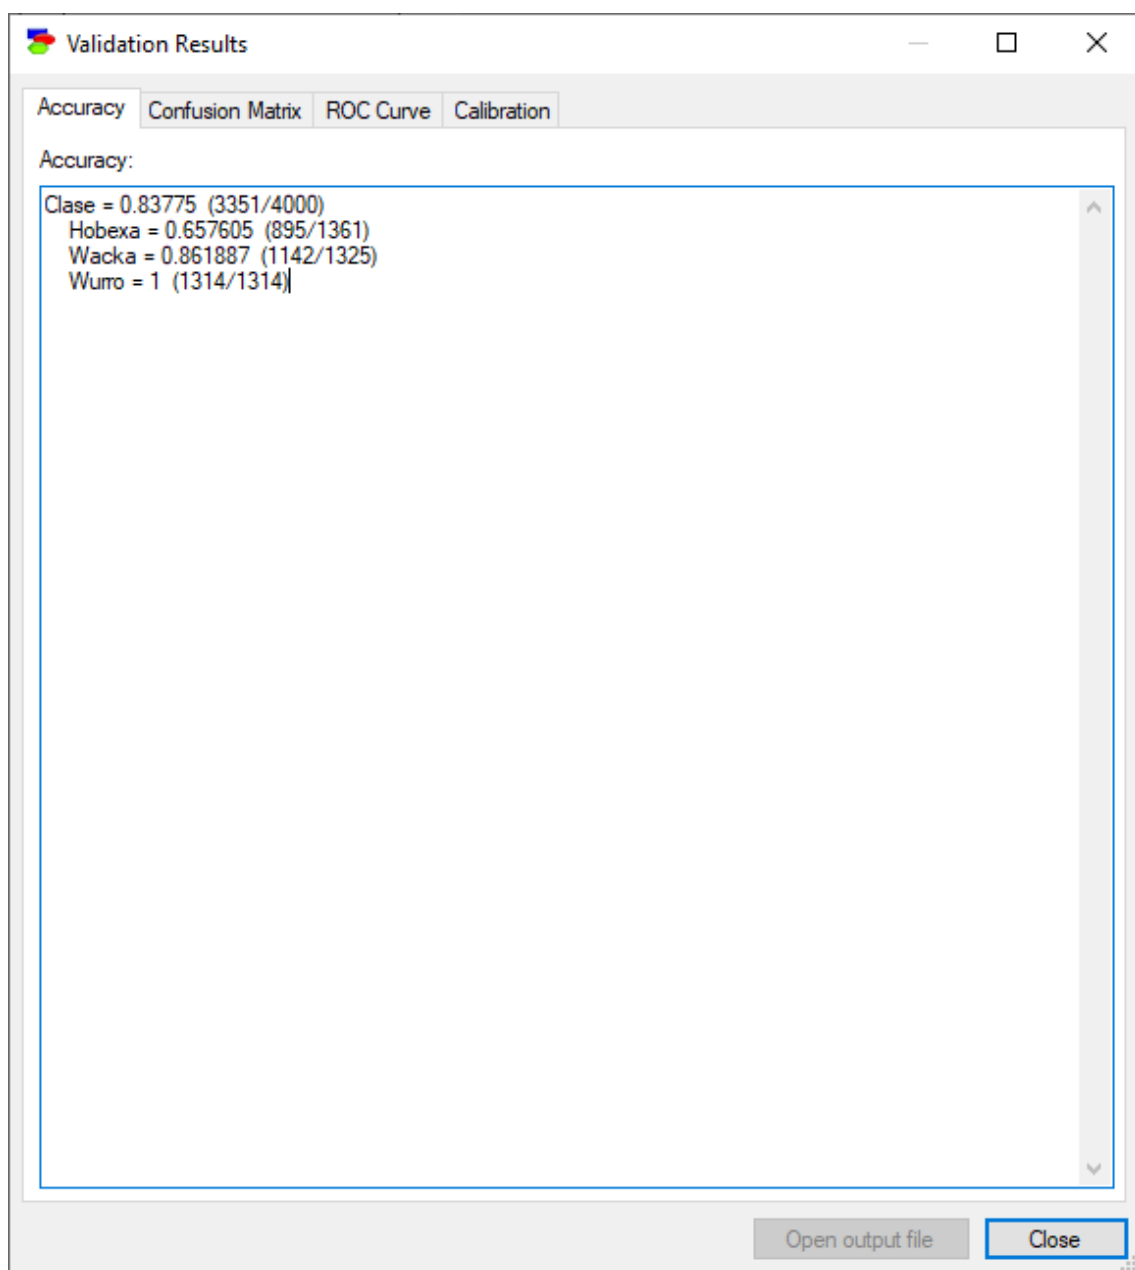 Validation Results
Accuracy
Confusion Matrix
ROC Curve
Calibration
Accuracy:
Clase = 0.83775 (3351/4000)
Hobexa = 0.657605 (895/1361)
Wacka = 0.861887 (1142/1325)
Wurro = 1 (1314/1314)
Open output file
Close